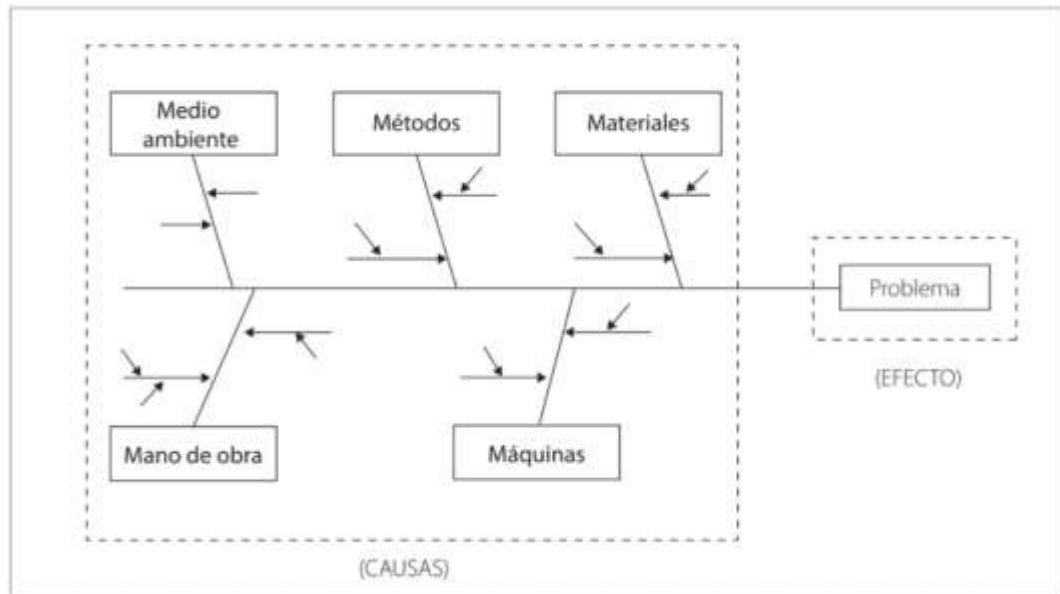 Medio
ambiente
Métodos
Materiales
Problema
(EFECTO)
Mano de obra
Máquinas
(CAUSAS)